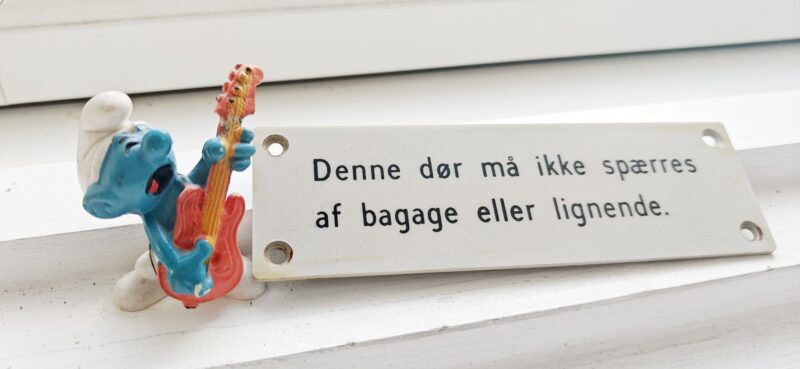 Denne dør må ikke spærres
af bagage eller lignende.